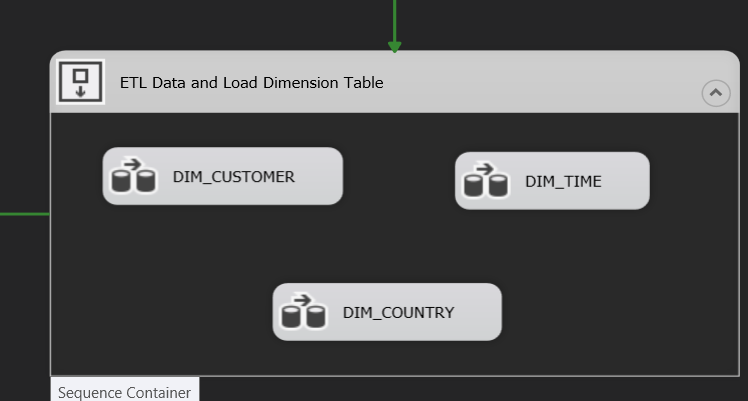 ETL Data and Load Dimension Table
DIM_CUSTOMER
DIM_TIME
DIM_COUNTRY
Sequence Container